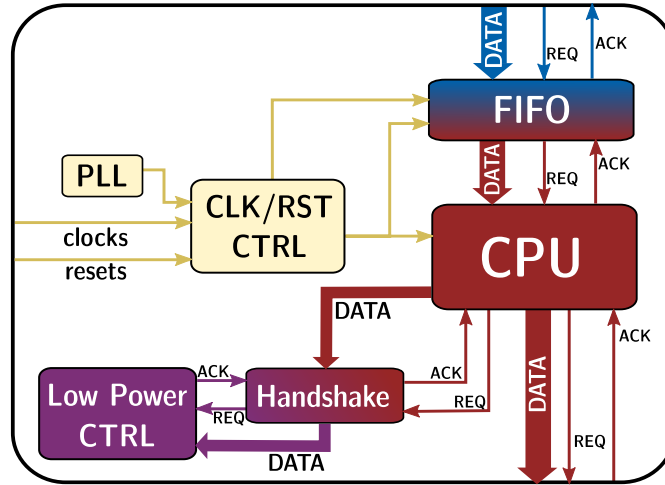 DATA
REQ
ACK
FIFO
DATA
REQ
ACK
PLL
CLK/RST
CTRL
clocks
resets
CPU
DATA
ACK
REQ
Low Power
CTRL
ACK
REQ
Handshake
DATA
DATA
REQ
ACK